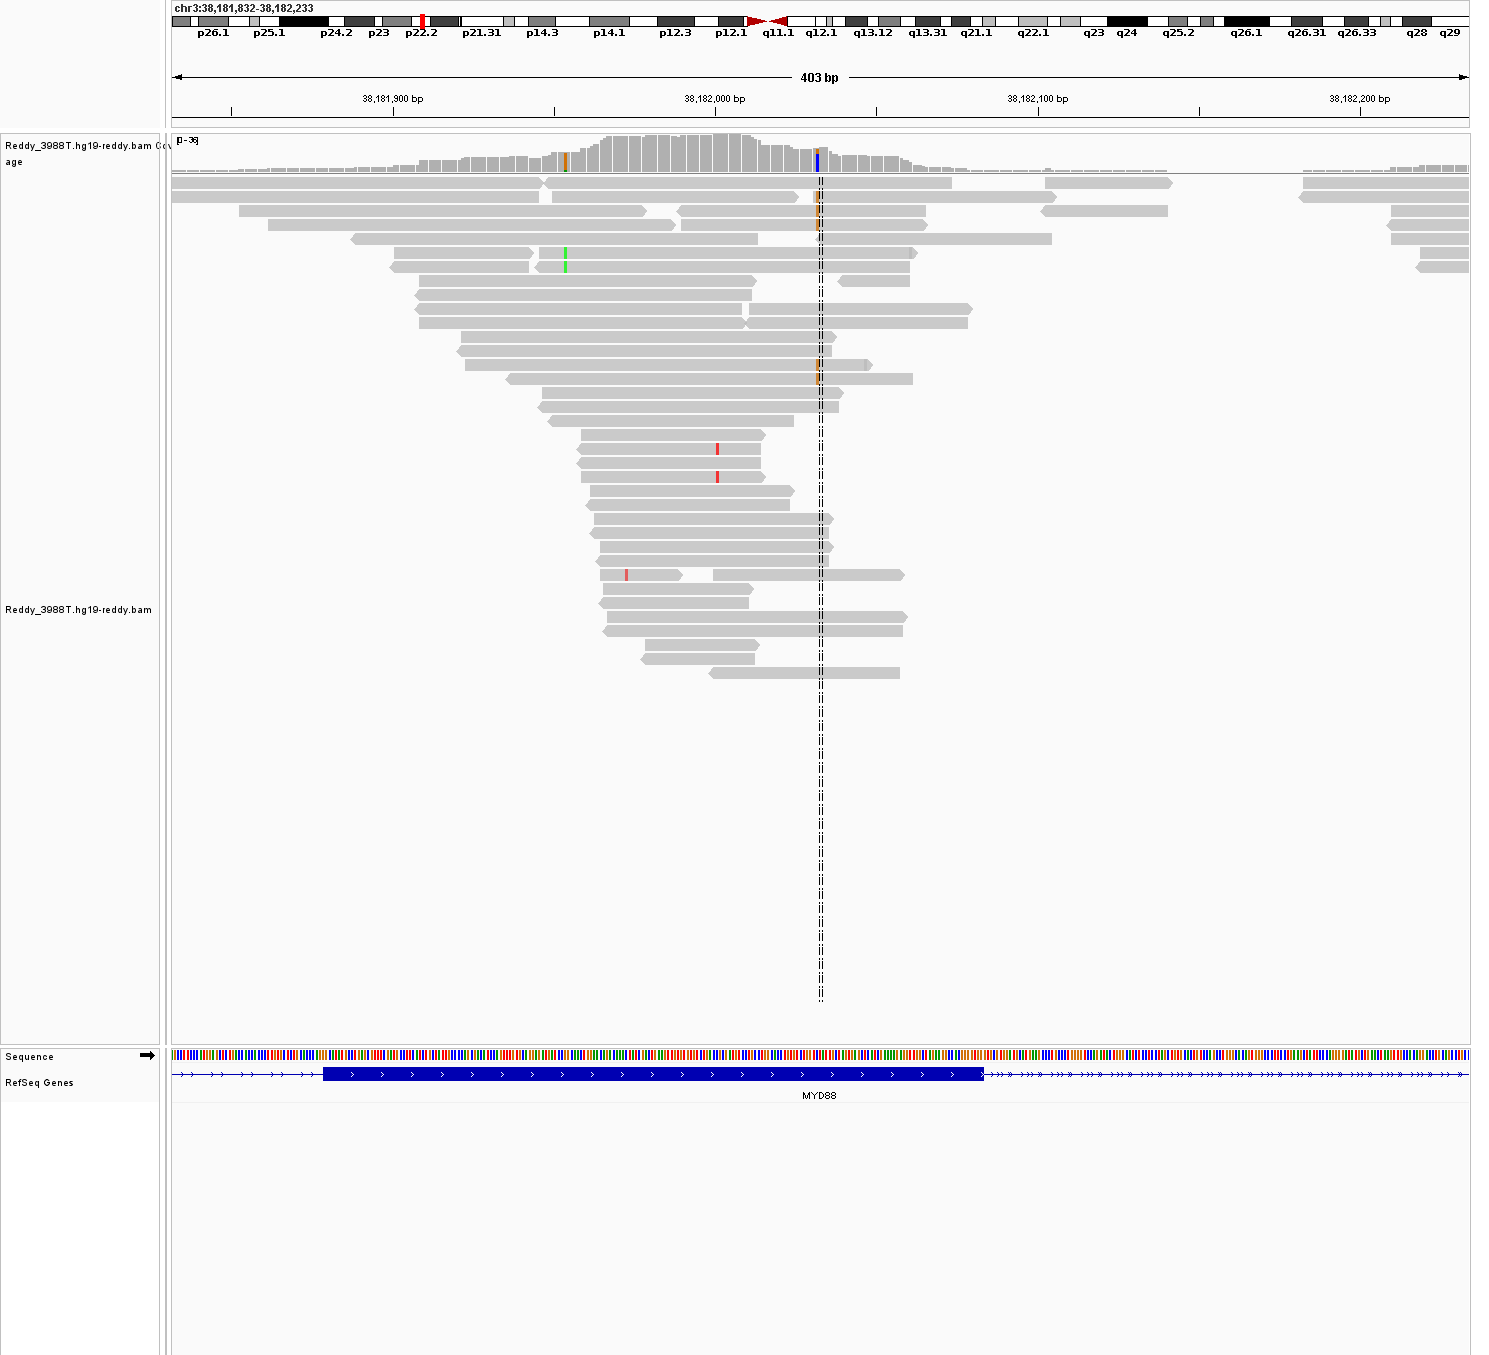 chr3:38,181,832-38,182,233
p26.1 p25.1 p24.2 p23 p22.2 p21.31 p14.3 p14.1 p12.3 p12.1 q11.1 q12.1 q13.12 q13.31 q21.1 q22.1 q23 q24 q25.2 q26.1 q26.31 q26.33 q28 q29
403 bp
38,181,900 bp 38,182,000 bp 38,182,100 bp 38,182,200 bp
[0-36]
Reddy_3988T.hg19-reddy.bam Cov
age
Reddy_3988T.hg19-reddy.bam
Sequence
RefSeq Genes
MYD88